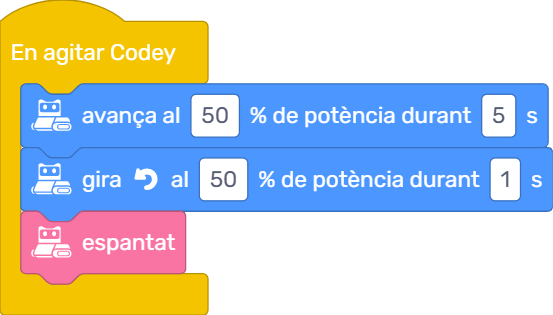 En agitar Codey
avança al 50 % de potència durant 5 s
gira al 50 % de potència durant 1 s
espantat